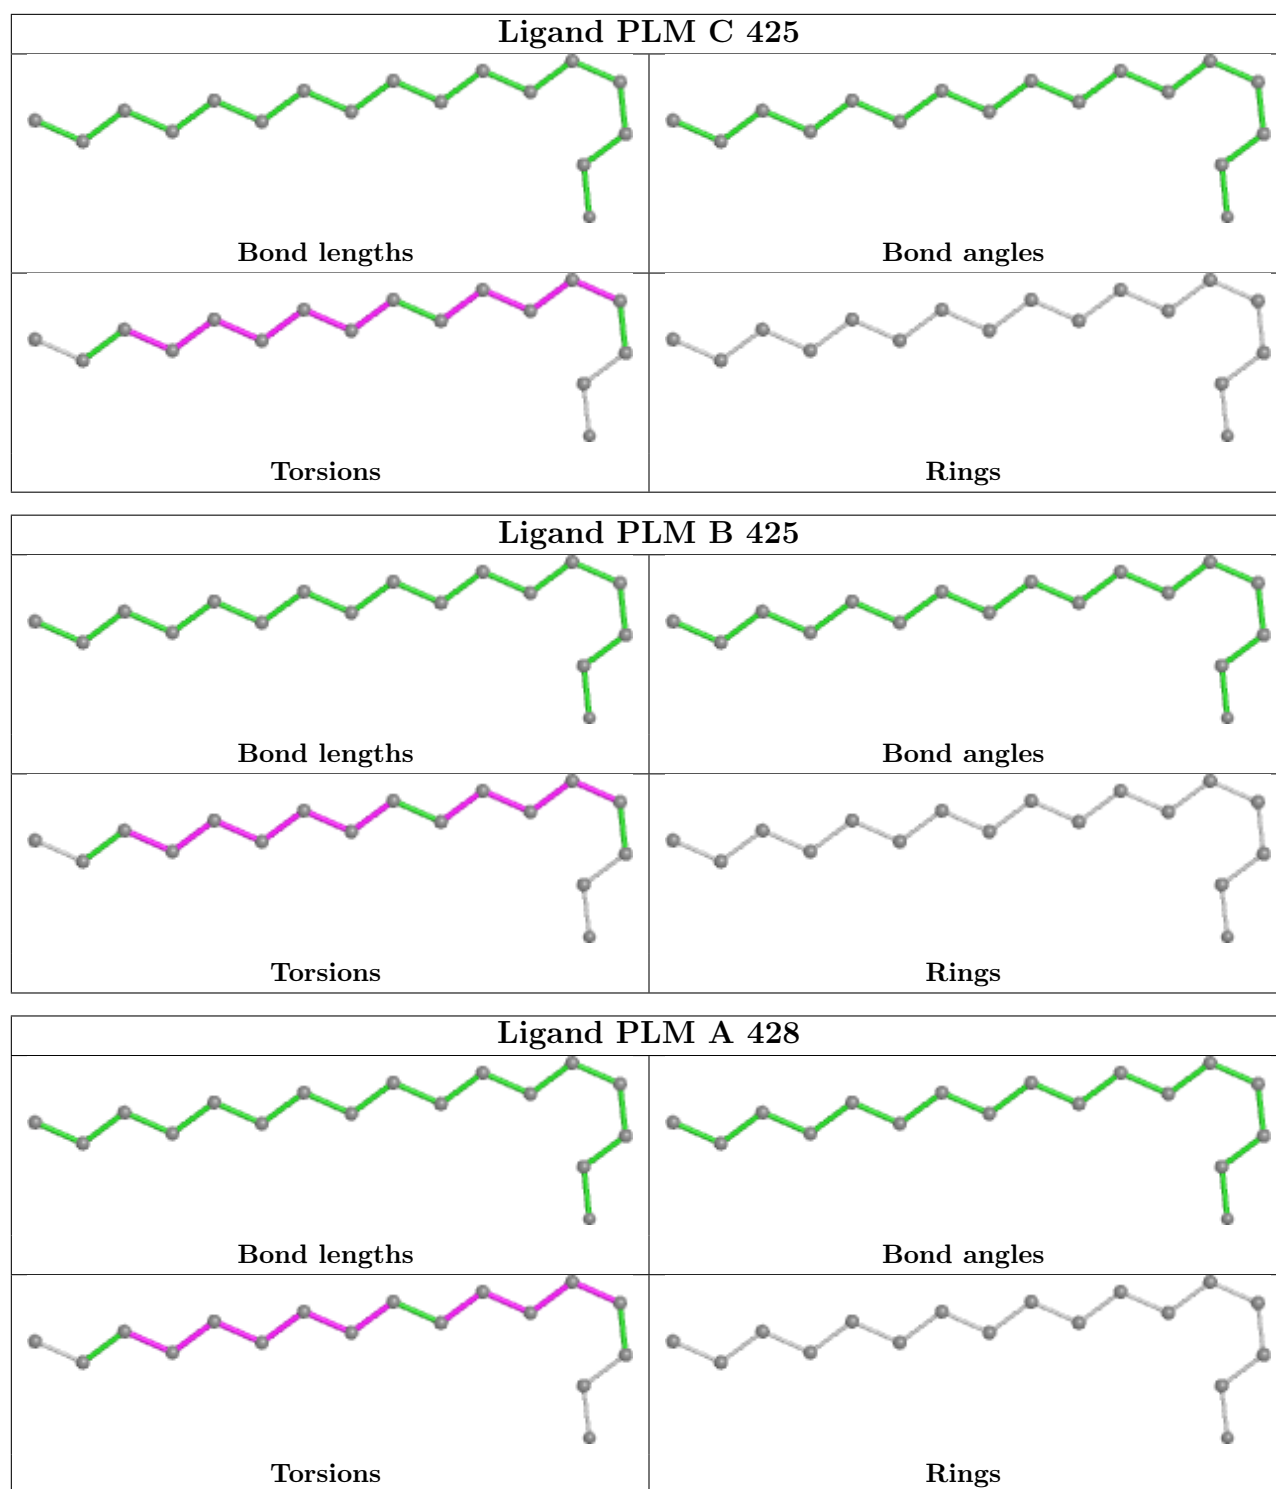 Ligand PLM C 425
Bond lengths
Bond angles
Torsions
Rings
Ligand PLM B 425
Bond lengths
Bond angles
Torsions
Rings
Ligand PLM A 428
Bond lengths
Bond angles
Torsions
Rings